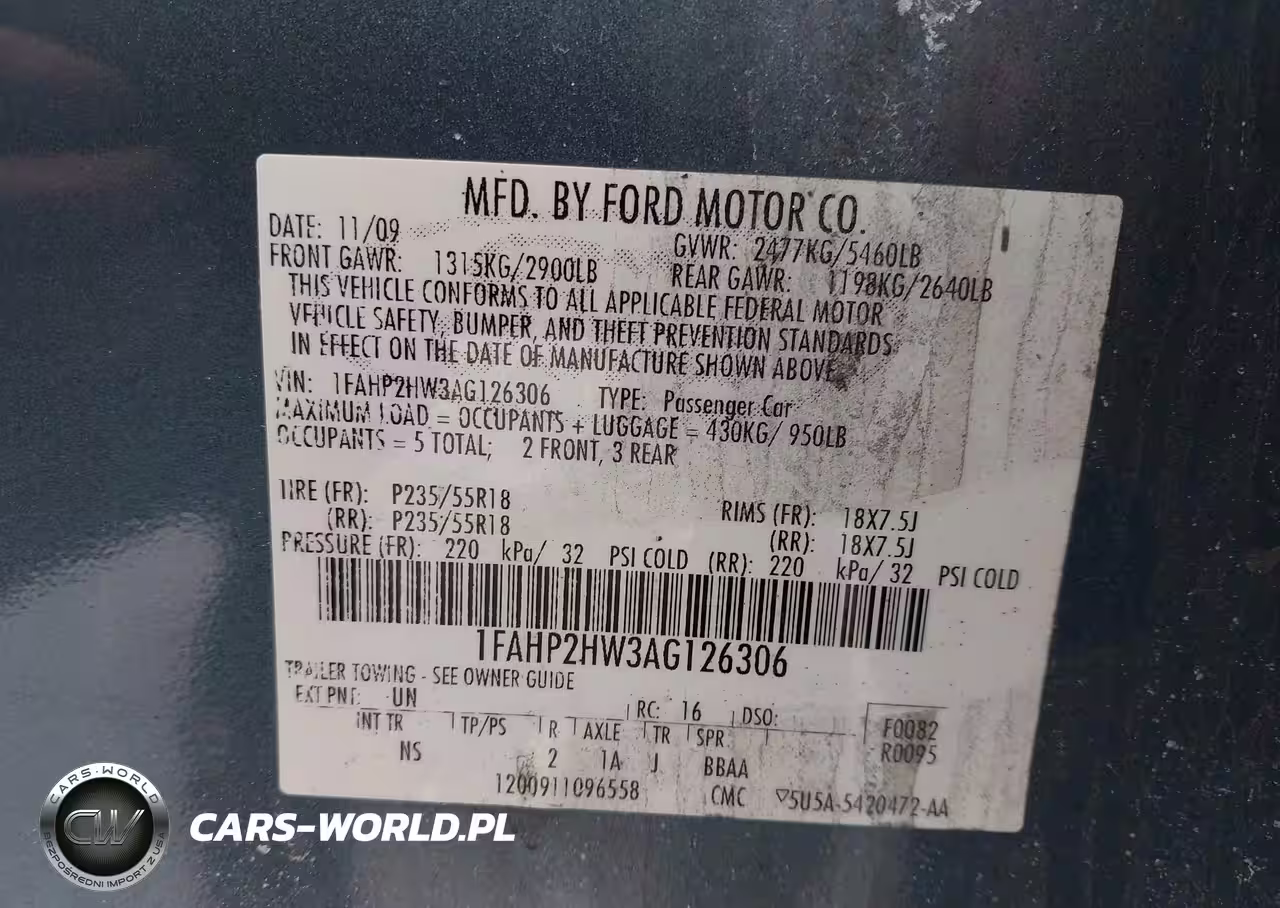 MFD. BY FORD MOTOR CO.
DATE: 11/09 GVWR: 2477KG/5460LB
FRONT GAWR: 1315KG/2900LB REAR GAWR: 1198KG/2640LB
THIS VEHICLE CONFORMS TO ALL APPLICABLE FEDERAL MOTOR
VEHICLE SAFETY, BUMPER, AND THEFT PREVENTION STANDARDS
IN EFFECT ON THE DATE OF MANUFACTURE SHOWN ABOVE.
VIN: 1FAHP2HW3AG126306 TYPE: Passenger Car
MAXIMUM LOAD = OCCUPANTS + LUGGAGE = 430KG/ 950LB
OCCUPANTS = 5 TOTAL; 2 FRONT, 3 REAR
TIRE (FR): P235/55R18 RIMS (FR): 18X7.5J
(RR): P235/55R18 (RR): 18X7.5J
PRESSURE (FR): 220 kPa/ 32 PSI COLD (RR): 220 kPa/ 32 PSI COLD
1FAHP2HW3AG126306
TRAILER TOWING - SEE OWNER GUIDE
EXT PNT: UN RC: 16 DSO:
INT TR TP/PS R AXLE TR SPR F0082
NS 2 1A J BBAA R0095
1200911096558 CMC ▽5U5A-5420472-AA
CARS-WORLD
CW
BEZPOŚREDNI IMPORT Z USA
CARS-WORLD.PL